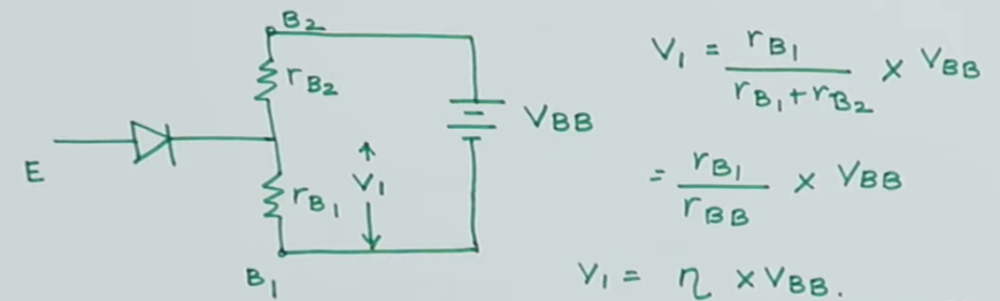 B2
rB2
VBB
E
V1
rB1
B1
V1 = rB1 / (rB1 + rB2) × VBB
= rB1 / rBB × VBB
V1 = η × VBB.